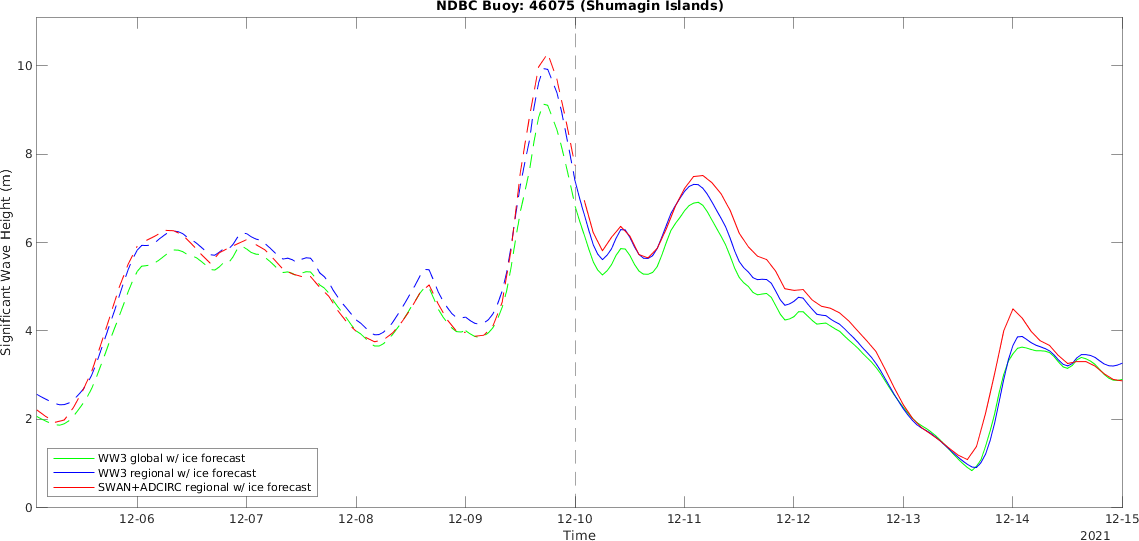 NDBC Buoy: 46075 (Shumagin Islands)
Significant Wave Height (m)
10
8
6
4
2
0
WW3 global w/ ice forecast
WW3 regional w/ ice forecast
SWAN+ADCIRC regional w/ ice forecast
12-06 12-07 12-08 12-09 12-10 12-11 12-12 12-13 12-14 12-15
Time
2021